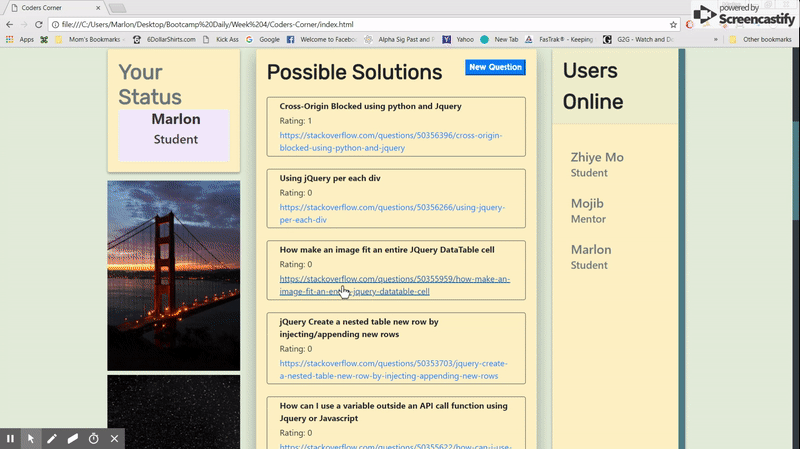 Coders Corner
powered by
Screencastify
file:///C:/Users/Marlon/Desktop/Bootcamp%20Daily/Week%204/Coders-Corner/index.html
Apps
Mom's Bookmarks
6DollarShirts.com
Kick Ass
Google
Welcome to Facebo
Alpha Sig Past and F
Yahoo
New Tab
FasTrak® - Keeping
G2G - Watch and D
Other bookmarks
Your
Status
Marlon
Student
Possible Solutions
New Question
Cross-Origin Blocked using python and Jquery
Rating: 1
https://stackoverflow.com/questions/50356396/cross-origin-
blocked-using-python-and-jquery
Using jQuery per each div
Rating: 0
https://stackoverflow.com/questions/50356266/using-jquery-
per-each-div
How make an image fit an entire JQuery DataTable cell
Rating: 0
https://stackoverflow.com/questions/50355959/how-make-an-
image-fit-an-entire-jquery-datatable-cell
jQuery Create a nested table new row by
injecting/appending new rows
Rating: 0
https://stackoverflow.com/questions/50353703/jquery-create-
a-nested-table-new-row-by-injecting-appending-new-rows
How can I use a variable outside an API call function using
Jquery or Javascript
Rating: 0
https://stackoverflow.com/questions/50355622/how-can-i-use-
Users
Online
Zhiye Mo
Student
Mojib
Mentor
Marlon
Student